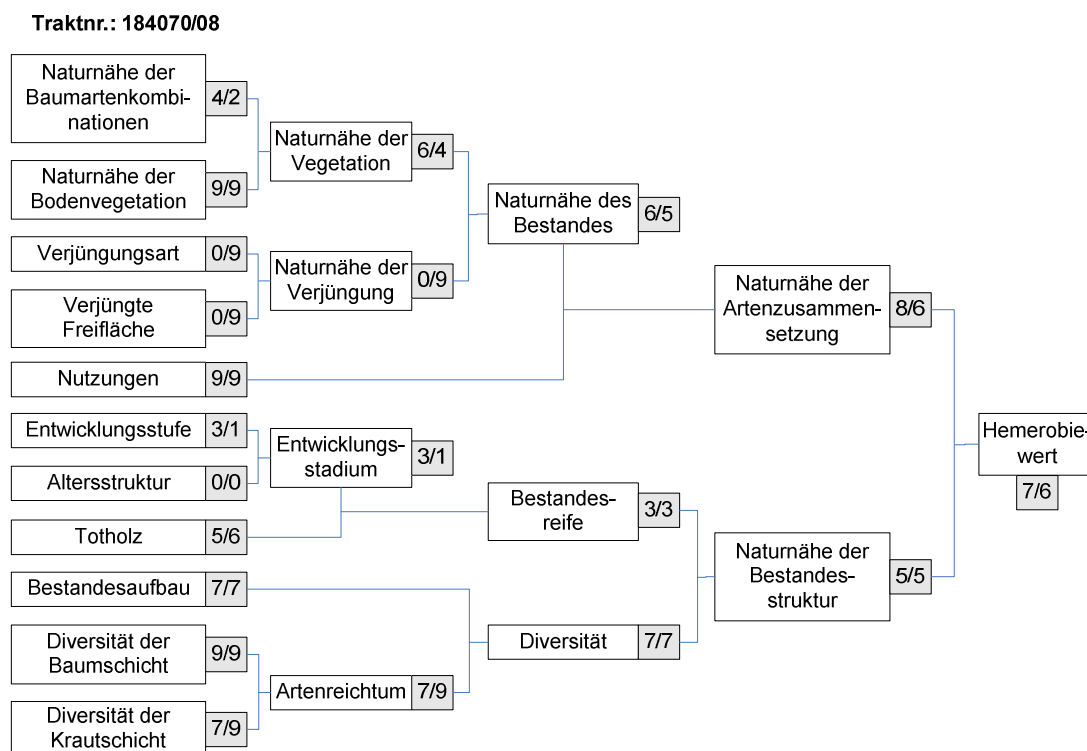 Traktnr.: 184070/08
Naturnähe der
Baumartenkombi-
nationen
4/2
Naturnähe der
Bodenvegetation
9/9
Verjüngungsart
0/9
Verjüngte
Freifläche
0/9
Nutzungen
9/9
Entwicklungsstufe
3/1
Altersstruktur
0/0
Totholz
5/6
Bestandesaufbau
7/7
Diversität der
Baumschicht
9/9
Diversität der
Krautschicht
7/9
Naturnähe der
Vegetation
6/4
Naturnähe der
Verjüngung
0/9
Entwicklungs-
stadium
3/1
Artenreichtum
7/9
Naturnähe des
Bestandes
6/5
Bestandes-
reife
3/3
Diversität
7/7
Naturnähe der
Artenzusammen-
setzung
8/6
Naturnähe der
Bestandes-
struktur
5/5
Hemerobie-
wert
7/6